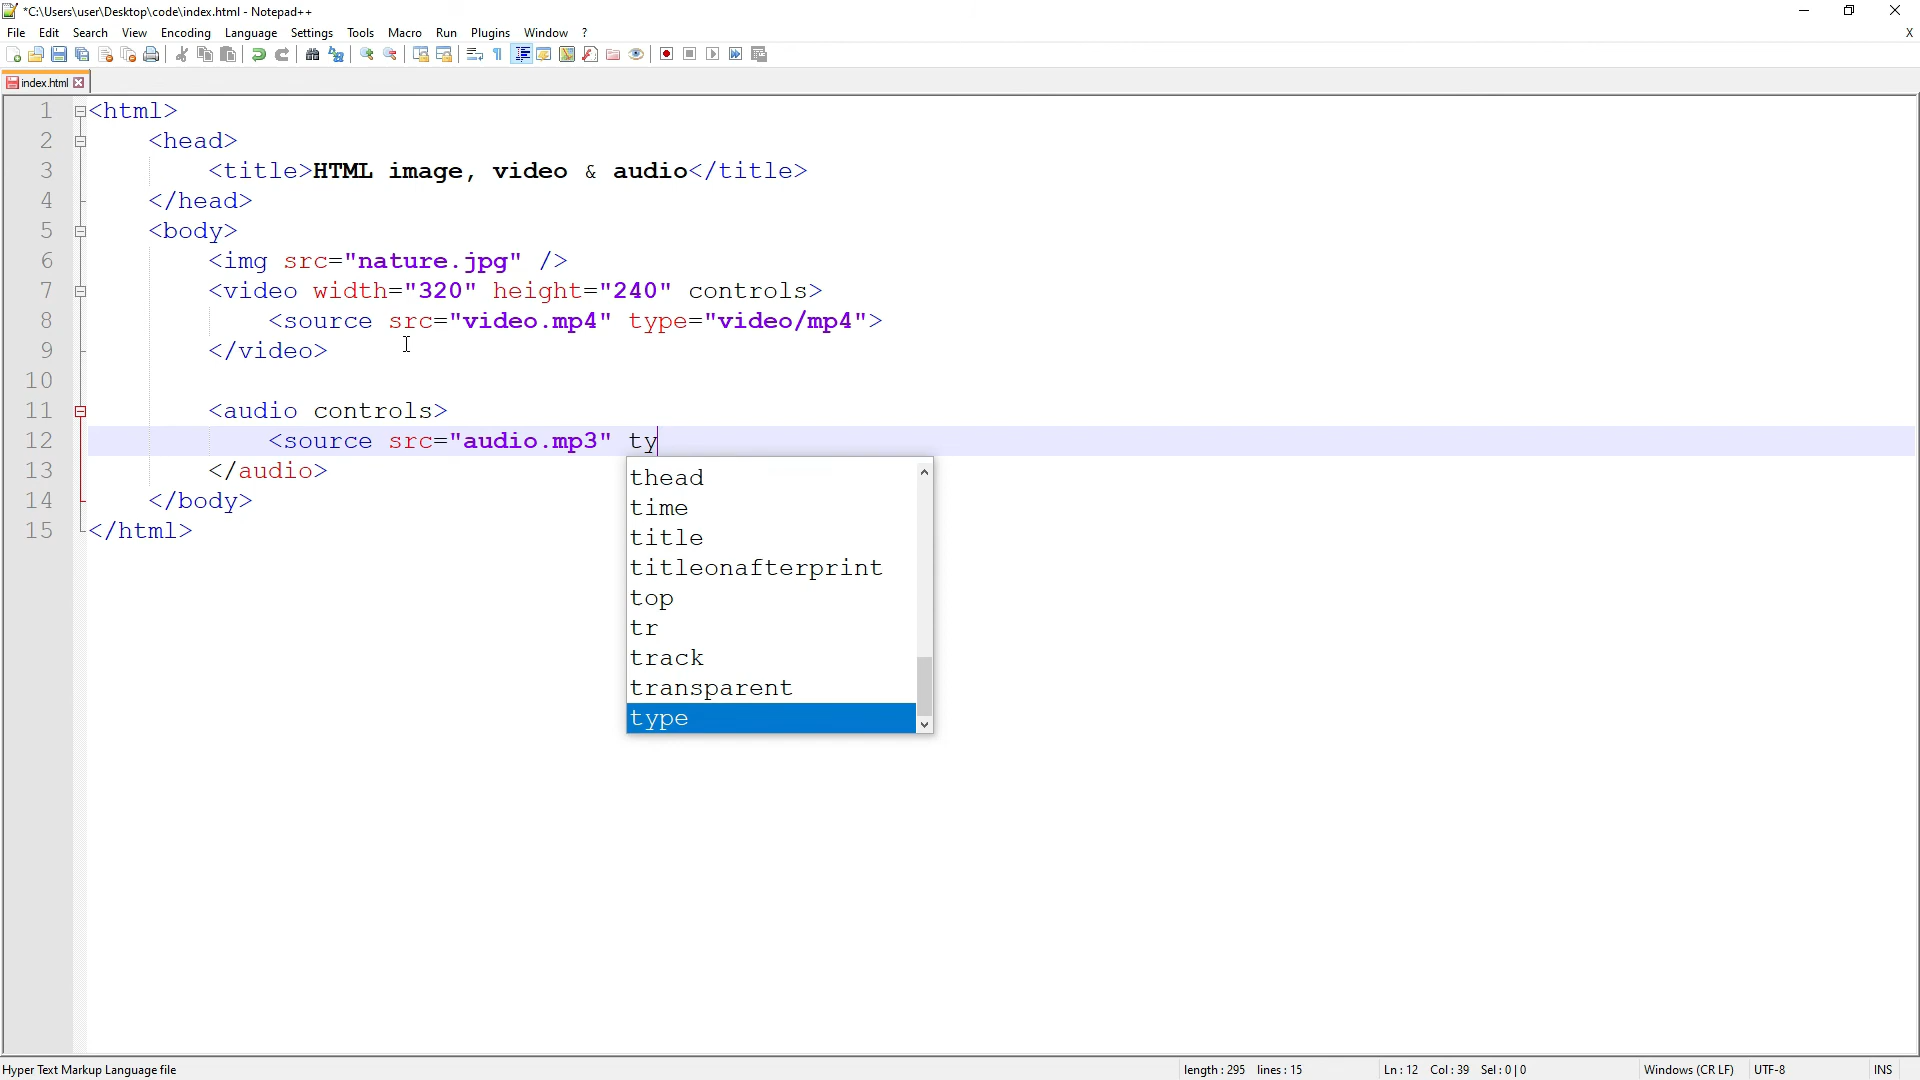 *C:\Users\user\Desktop\code\index.html - Notepad++
File Edit Search View Encoding Language Settings Tools Macro Run Plugins Window ? X
index.html
1 <html>
2 <head>
3 <title>HTML image, video & audio</title>
4 </head>
5 <body>
6 <img src="nature.jpg" />
7 <video width="320" height="240" controls>
8 <source src="video.mp4" type="video/mp4">
9 </video>
10
11 <audio controls>
12 <source src="audio.mp3" ty
13 </audio>
14 </body>
15 </html>
thead
time
title
titleonafterprint
top
tr
track
transparent
type
Hyper Text Markup Language file length : 295 lines : 15 Ln : 12 Col : 39 Sel : 0 | 0 Windows (CR LF) UTF-8 INS